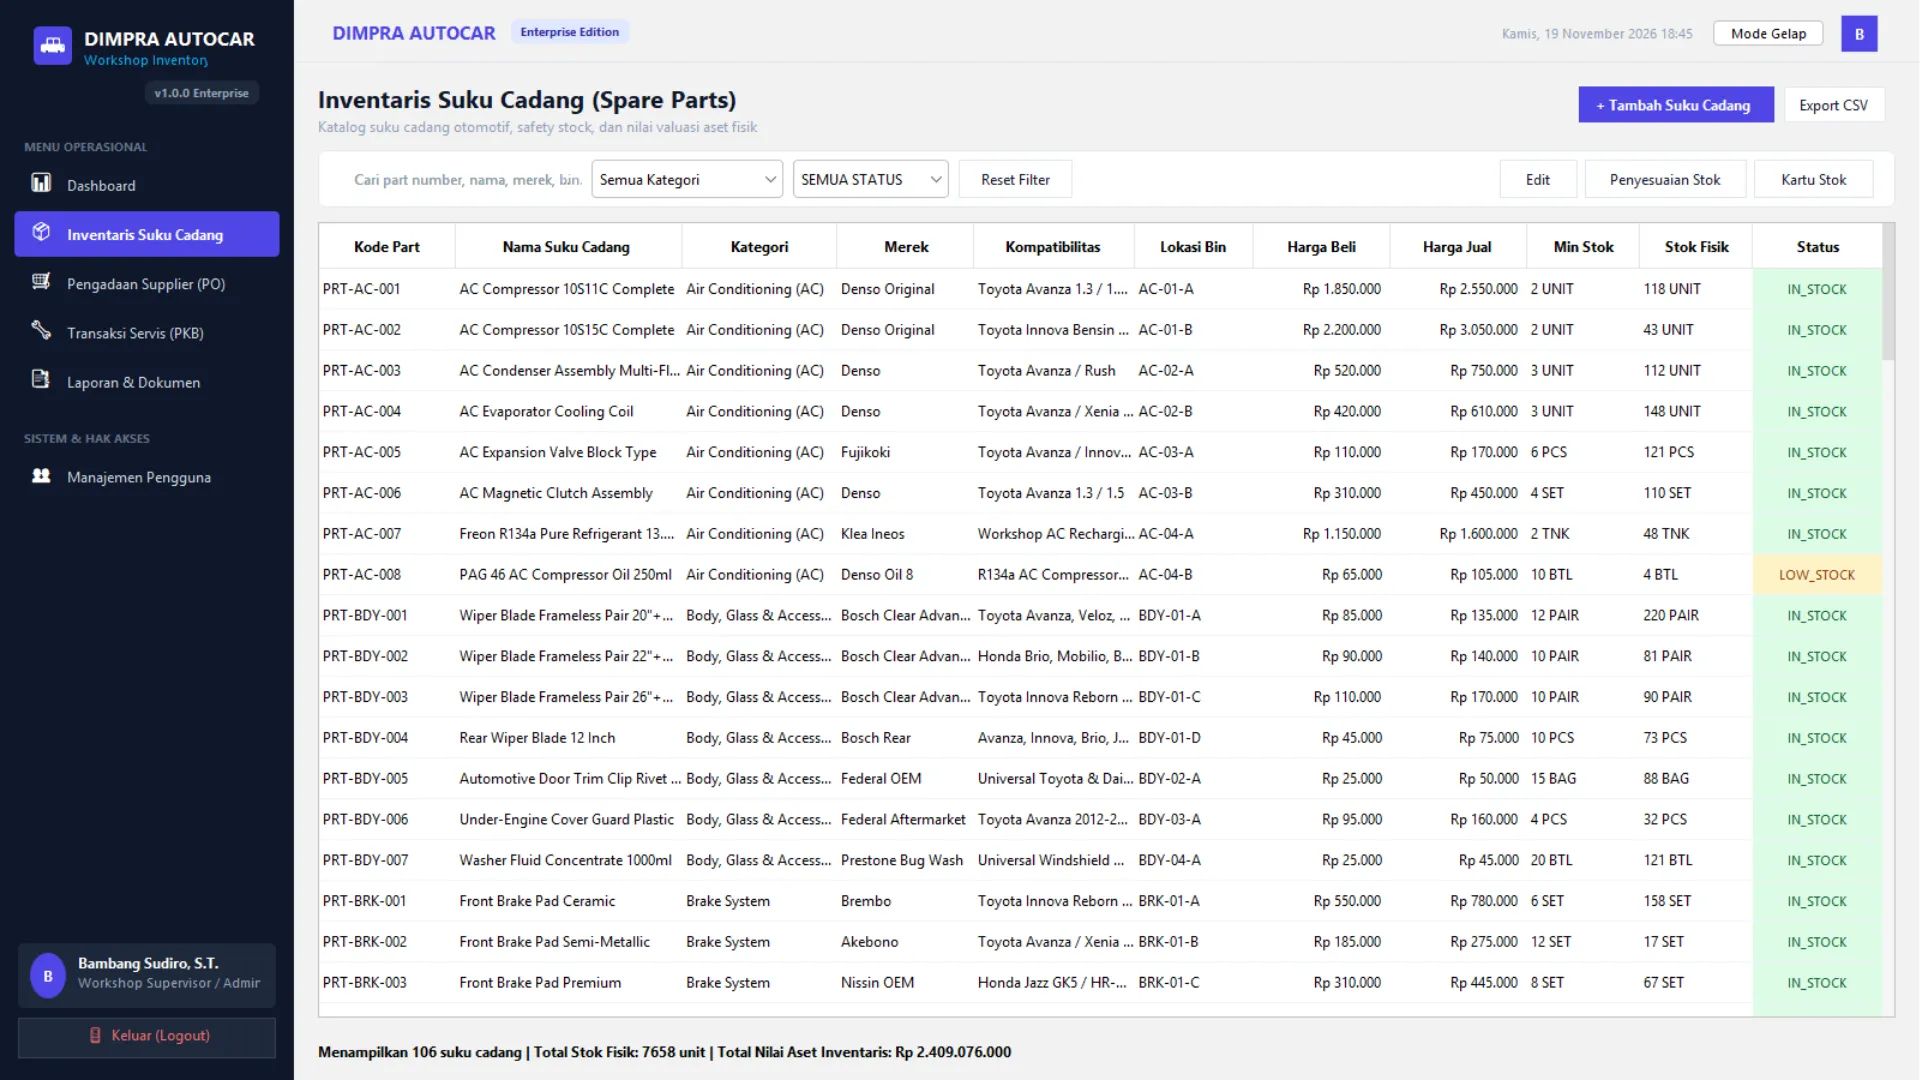 DIMPRA AUTOCAR
Workshop Inventory
v1.0.0 Enterprise
MENU OPERASIONAL
Dashboard
Inventaris Suku Cadang
Pengadaan Supplier (PO)
Transaksi Servis (PKB)
Laporan & Dokumen
SISTEM & HAK AKSES
Manajemen Pengguna
B
Bambang Sudiro, S.T.
Workshop Supervisor / Admin
Keluar (Logout)
DIMPRA AUTOCAR Enterprise Edition Kamis, 19 November 2026 18:45 Mode Gelap B
Inventaris Suku Cadang (Spare Parts)
Katalog suku cadang otomotif, safety stock, dan nilai valuasi aset fisik
+ Tambah Suku Cadang Export CSV
Cari part number, nama, merek, bin. Semua Kategori SEMUA STATUS Reset Filter Edit Penyesuaian Stok Kartu Stok
Kode Part Nama Suku Cadang Kategori Merek Kompatibilitas Lokasi Bin Harga Beli Harga Jual Min Stok Stok Fisik Status
PRT-AC-001 AC Compressor 10S11C Complete Air Conditioning (AC) Denso Original Toyota Avanza 1.3 / 1.... AC-01-A Rp 1.850.000 Rp 2.550.000 2 UNIT 118 UNIT IN_STOCK
PRT-AC-002 AC Compressor 10S15C Complete Air Conditioning (AC) Denso Original Toyota Innova Bensin ... AC-01-B Rp 2.200.000 Rp 3.050.000 2 UNIT 43 UNIT IN_STOCK
PRT-AC-003 AC Condenser Assembly Multi-Fl... Air Conditioning (AC) Denso Toyota Avanza / Rush AC-02-A Rp 520.000 Rp 750.000 3 UNIT 112 UNIT IN_STOCK
PRT-AC-004 AC Evaporator Cooling Coil Air Conditioning (AC) Denso Toyota Avanza / Xenia ... AC-02-B Rp 420.000 Rp 610.000 3 UNIT 148 UNIT IN_STOCK
PRT-AC-005 AC Expansion Valve Block Type Air Conditioning (AC) Fujikoki Toyota Avanza / Innov... AC-03-A Rp 110.000 Rp 170.000 6 PCS 121 PCS IN_STOCK
PRT-AC-006 AC Magnetic Clutch Assembly Air Conditioning (AC) Denso Toyota Avanza 1.3 / 1.5 AC-03-B Rp 310.000 Rp 450.000 4 SET 110 SET IN_STOCK
PRT-AC-007 Freon R134a Pure Refrigerant 13.... Air Conditioning (AC) Klea Ineos Workshop AC Rechargi... AC-04-A Rp 1.150.000 Rp 1.600.000 2 TNK 48 TNK IN_STOCK
PRT-AC-008 PAG 46 AC Compressor Oil 250ml Air Conditioning (AC) Denso Oil 8 R134a AC Compressor... AC-04-B Rp 65.000 Rp 105.000 10 BTL 4 BTL LOW_STOCK
PRT-BDY-001 Wiper Blade Frameless Pair 20"+... Body, Glass & Access... Bosch Clear Advan... Toyota Avanza, Veloz, ... BDY-01-A Rp 85.000 Rp 135.000 12 PAIR 220 PAIR IN_STOCK
PRT-BDY-002 Wiper Blade Frameless Pair 22"+... Body, Glass & Access... Bosch Clear Advan... Honda Brio, Mobilio, B... BDY-01-B Rp 90.000 Rp 140.000 10 PAIR 81 PAIR IN_STOCK
PRT-BDY-003 Wiper Blade Frameless Pair 26"+... Body, Glass & Access... Bosch Clear Advan... Toyota Innova Reborn ... BDY-01-C Rp 110.000 Rp 170.000 10 PAIR 90 PAIR IN_STOCK
PRT-BDY-004 Rear Wiper Blade 12 Inch Body, Glass & Access... Bosch Rear Avanza, Innova, Brio, J... BDY-01-D Rp 45.000 Rp 75.000 10 PCS 73 PCS IN_STOCK
PRT-BDY-005 Automotive Door Trim Clip Rivet ... Body, Glass & Access... Federal OEM Universal Toyota & Dai... BDY-02-A Rp 25.000 Rp 50.000 15 BAG 88 BAG IN_STOCK
PRT-BDY-006 Under-Engine Cover Guard Plastic Body, Glass & Access... Federal Aftermarket Toyota Avanza 2012-2... BDY-03-A Rp 95.000 Rp 160.000 4 PCS 32 PCS IN_STOCK
PRT-BDY-007 Washer Fluid Concentrate 1000ml Body, Glass & Access... Prestone Bug Wash Universal Windshield ... BDY-04-A Rp 25.000 Rp 45.000 20 BTL 121 BTL IN_STOCK
PRT-BRK-001 Front Brake Pad Ceramic Brake System Brembo Toyota Innova Reborn ... BRK-01-A Rp 550.000 Rp 780.000 6 SET 158 SET IN_STOCK
PRT-BRK-002 Front Brake Pad Semi-Metallic Brake System Akebono Toyota Avanza / Xenia ... BRK-01-B Rp 185.000 Rp 275.000 12 SET 17 SET IN_STOCK
PRT-BRK-003 Front Brake Pad Premium Brake System Nissin OEM Honda Jazz GK5 / HR-... BRK-01-C Rp 310.000 Rp 445.000 8 SET 67 SET IN_STOCK
Menampilkan 106 suku cadang | Total Stok Fisik: 7658 unit | Total Nilai Aset Inventaris: Rp 2.409.076.000